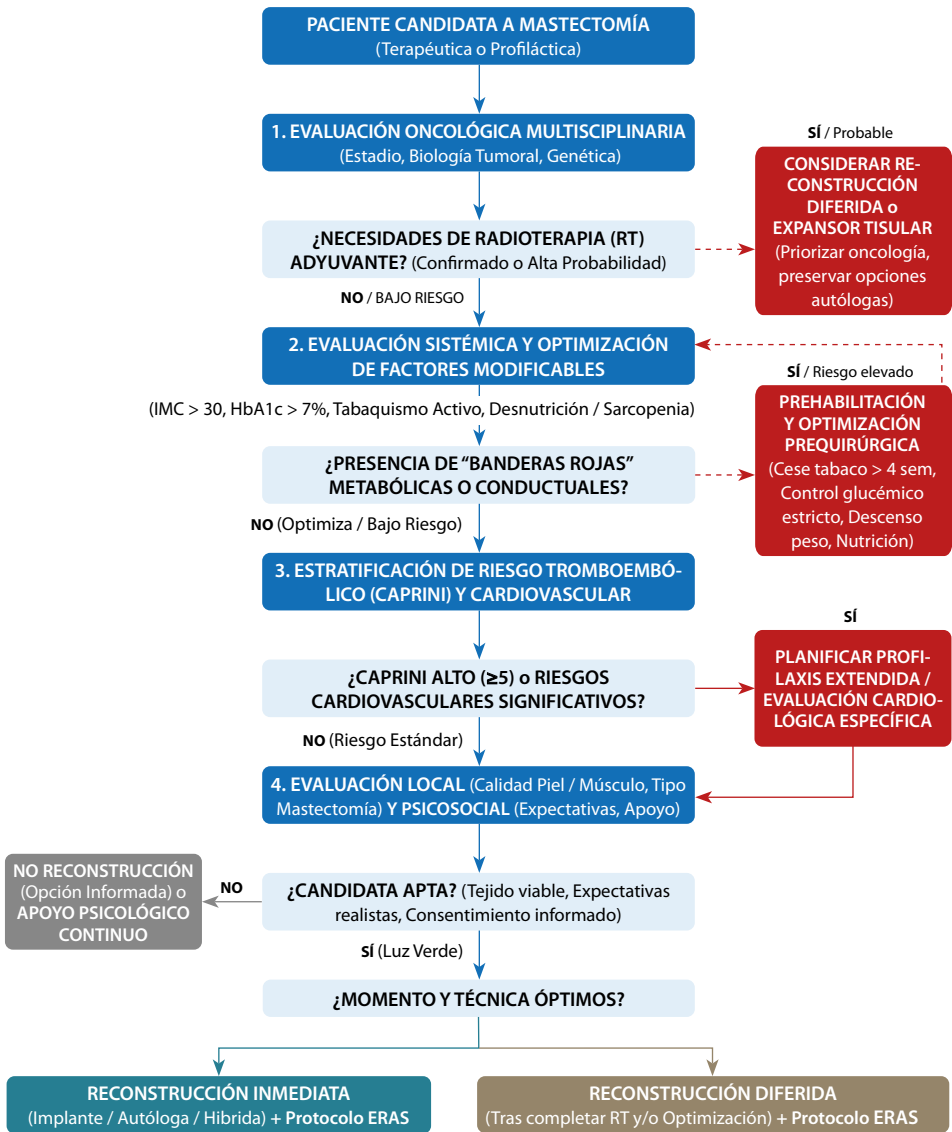 PACIENTE CANDIDATA A MASTECTOMÍA
(Terapéutica o Profiláctica)
1. EVALUACIÓN ONCOLÓGICA MULTISCIPLINARIA
(Estadio, Biología Tumoral, Genética)
¿NECESIDADES DE RADIOTERAPIA (RT)
ADYUVANTE? (Confirmado o Alta Probabilidad)
SÍ / Probable
CONSIDERAR RE-
CONSTRUCCIÓN
DIFERIDA o
EXPANSOR TISULAR
(Priorizar oncología,
preservar opciones
autólogas)
NO / BAJO RIESGO
2. EVALUACIÓN SISTÉMICA Y OPTIMIZACIÓN
DE FACTORES MODIFICABLES
(IMC > 30, HbA1c > 7%, Tabaquismo Activo, Desnutrición / Sarcopenia)
¿PRESENCIA DE “BANDERAS ROJAS”
METABÓLICAS O CONDUCTUALES?
SÍ / Riesgo elevado
PREHABILITACIÓN
Y OPTIMIZACIÓN
PREQUIRÚRGICA
(Cese tabaco > 4 sem,
Control glucémico
estricto, Descenso
peso, Nutrición)
NO (Optimiza / Bajo Riesgo)
3. ESTRATIFICACIÓN DE RIESGO TROMBOEMBÓ-
LICO (CAPRINI) Y CARDIOVASCULAR
¿CAPRINI ALTO (≥5) o RIESGOS
CARDIOVASCULARES SIGNIFICATIVOS?
SÍ
PLANIFICAR PROFI-
LAXIS EXTENDIDA /
EVALUACIÓN CARDIO-
LÓGICA ESPECÍFICA
NO (Riesgo Estándar)
4. EVALUACIÓN LOCAL (Calidad Piel / Músculo, Tipo
Mastectomía) Y PSICOSOCIAL (Expectativas, Apoyo)
¿CANDIDATA APTA? (Tejido viable, Expectativas
realistas, Consentimiento informado)
NO
NO RECONSTRUCCIÓN
(Opción Informada) o
APOYO PSICOLÓGICO
CONTINUO
SÍ (Luz Verde)
¿MOMENTO Y TÉCNICA ÓPTIMOS?
RECONSTRUCCIÓN INMEDIATA
(Implante / Autóloga / Hibrida) + Protocolo ERAS
RECONSTRUCCIÓN DIFERIDA
(Tras completar RT y/o Optimización) + Protocolo ERAS